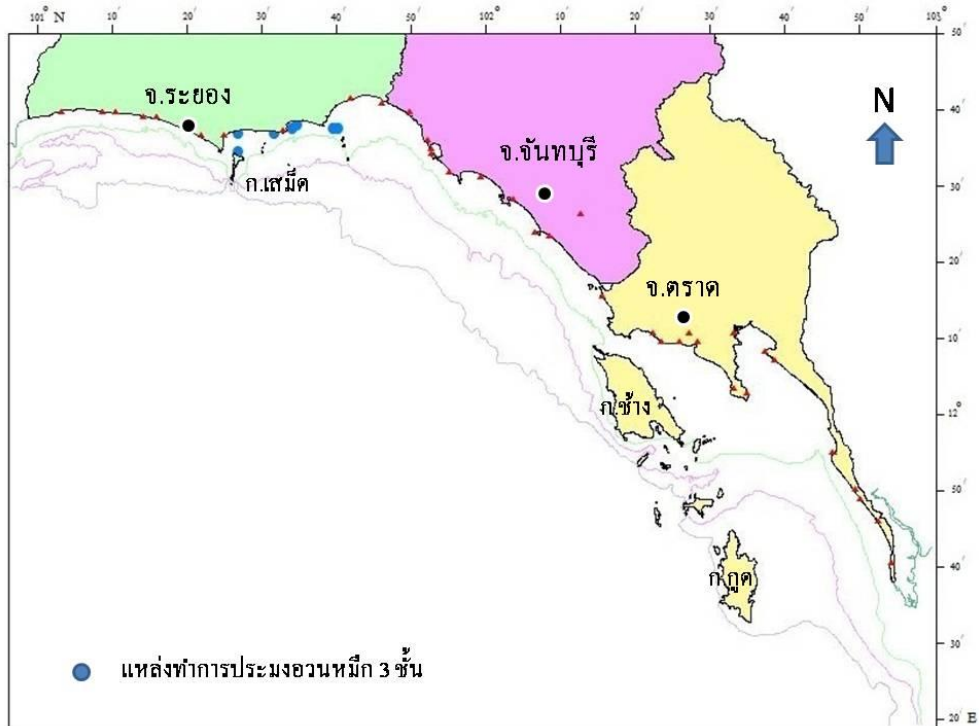 101° N 10' 20' 30' 40' 50' 102° 10' 20' 30' 40' 50' 105°
50'
40'
N
จ.ระยอง
จ.จันทบุรี
ก.เสม็ด
30'
20'
จ.ตราด
10'
ก.ช้าง
12°
50'
40'
ก.กูด
30'
แหล่งทำการประมงอวนหมึก 3 ชั้น
20' E